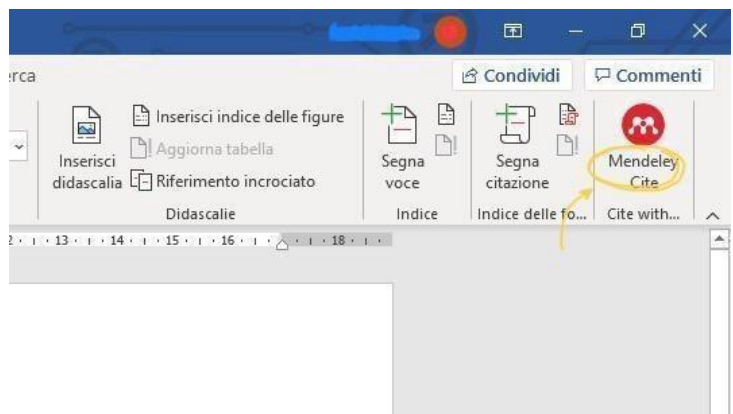 erca
Condividi
Commenti
Inserisci
didascalia
Inserisci indice delle figure
Aggiorna tabella
Riferimento incrociato
Didascalie
Segna
voce
Indice
Segna
citazione
Indice delle fo...
Mendeley
Cite
Cite with...
2 · 13 · 14 · 15 · 16 · 18